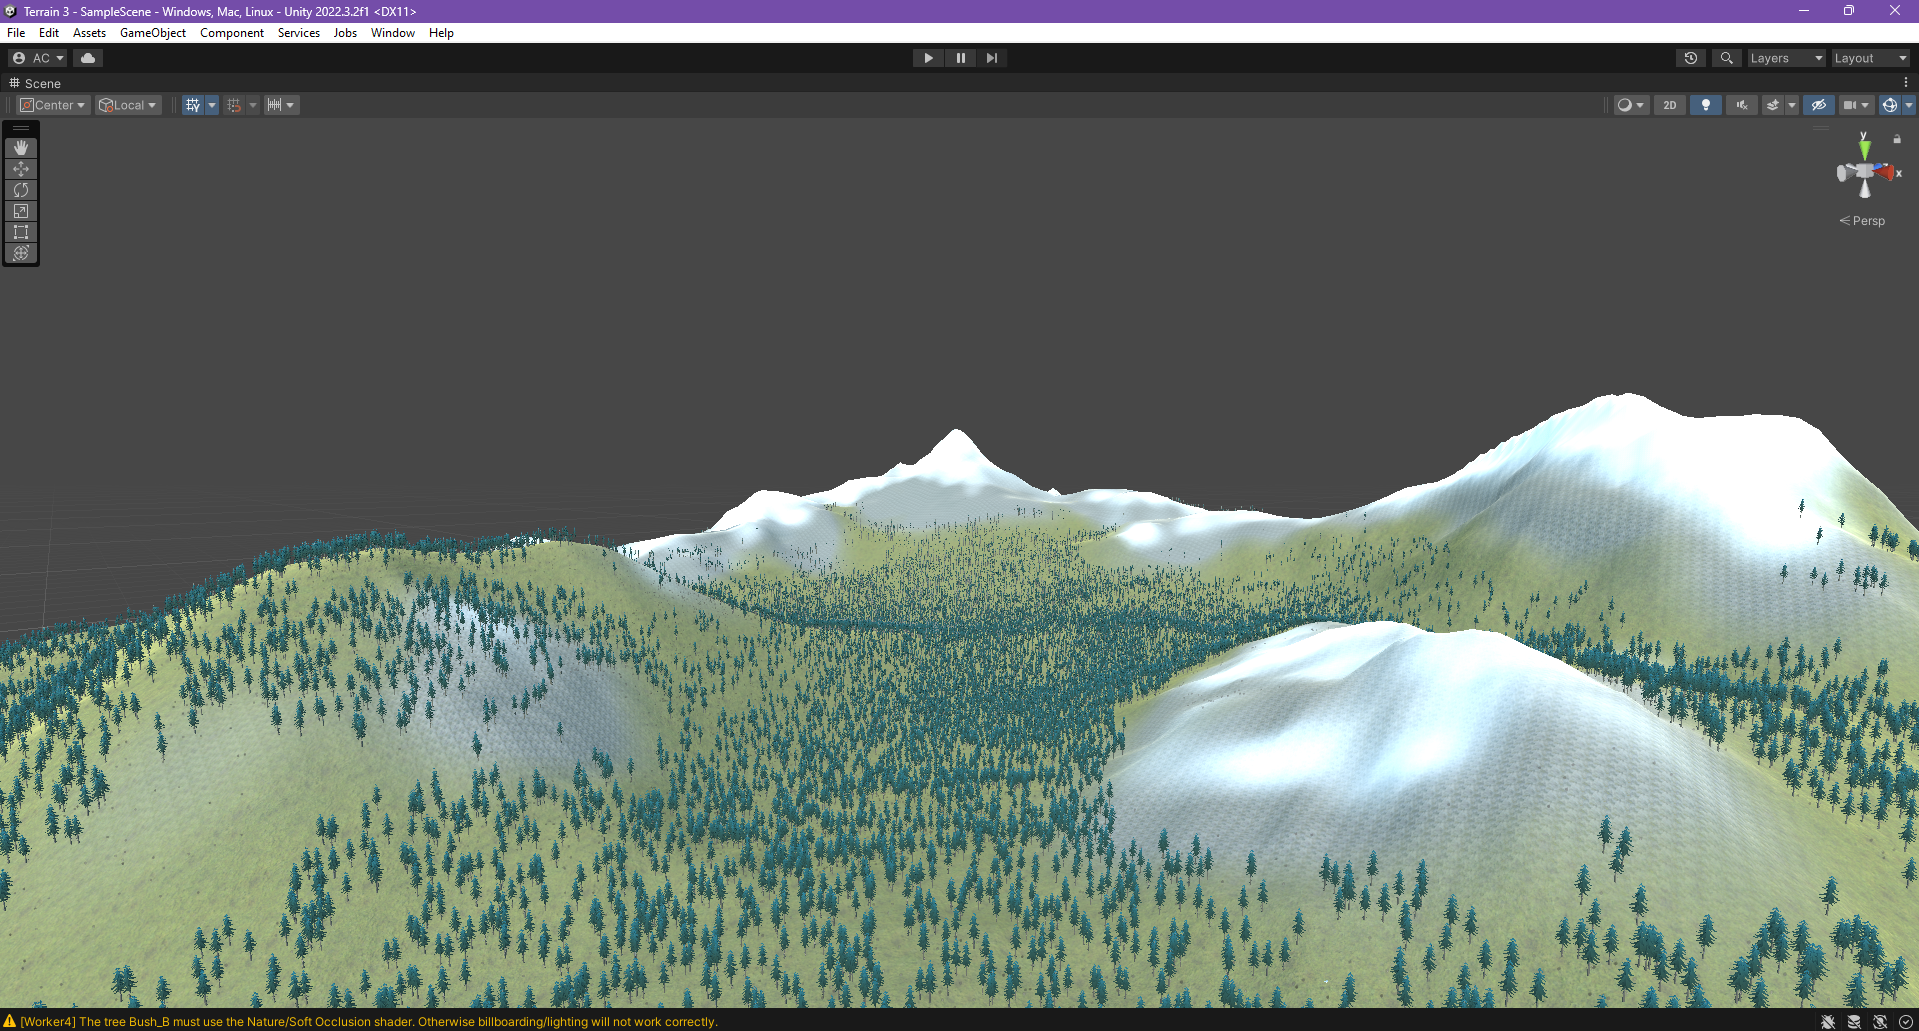 Terrain 3 - SampleScene - Windows, Mac, Linux - Unity 2022.3.2f1 <DX11>
File Edit Assets GameObject Component Services Jobs Window Help
AC Layers Layout
Scene
Center Local 2D
y
x
Persp
[Worker4] The tree Bush_B must use the Nature/Soft Occlusion shader. Otherwise billboarding/lighting will not work correctly.